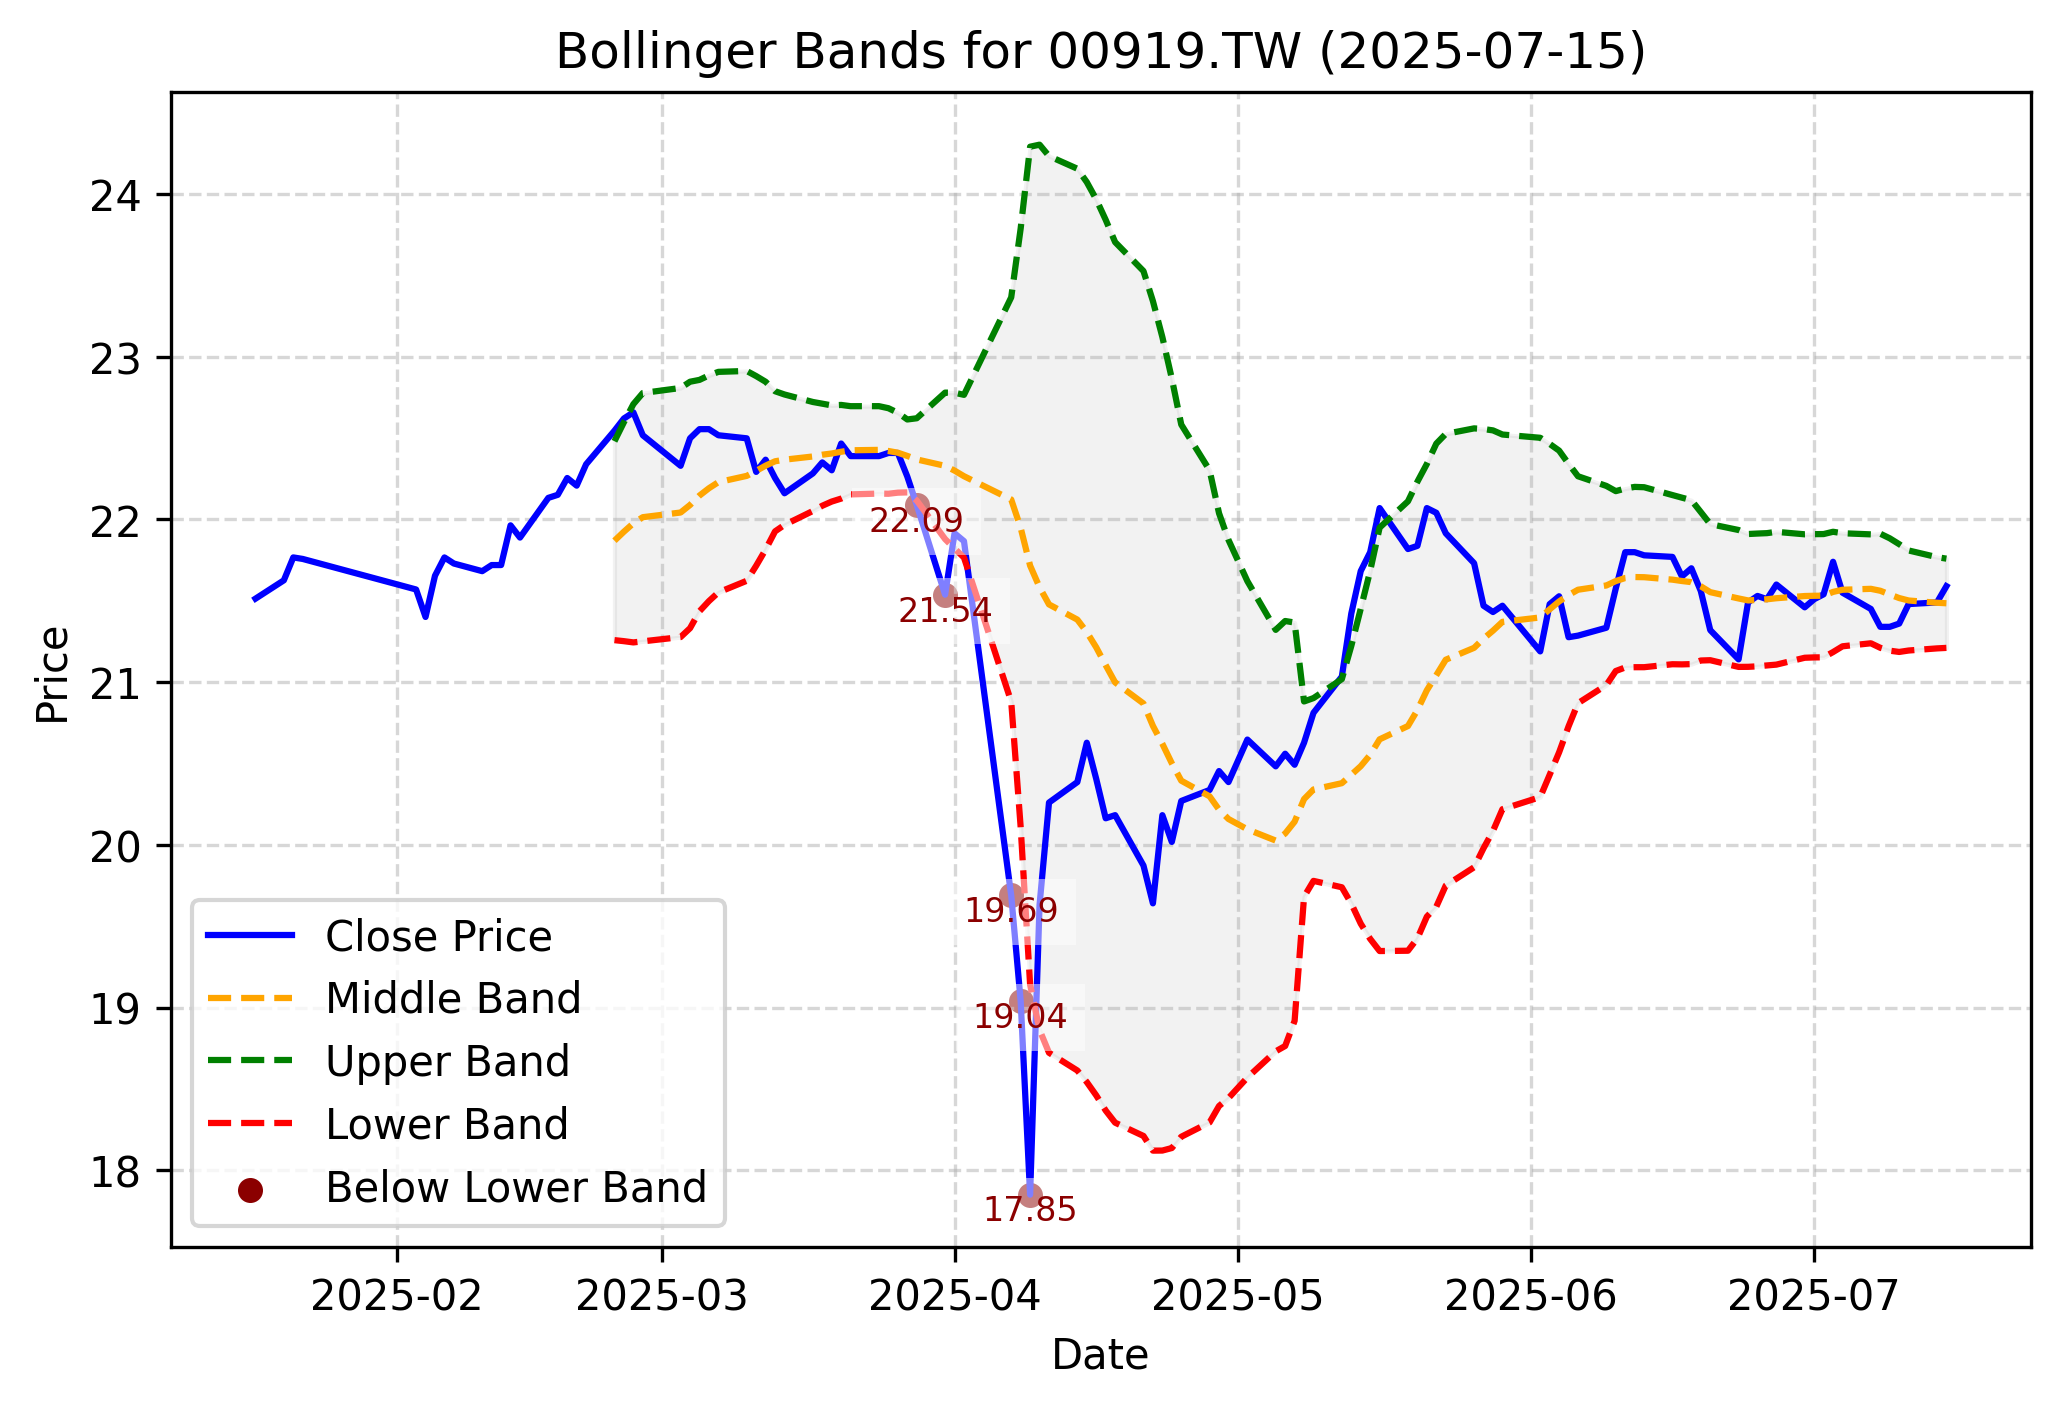 Bollinger Bands for 00919.TW (2025-07-15)
Price
24
23
22
21
20
19
18
22.09
21.54
19.69
19.04
17.85
Close Price
Middle Band
Upper Band
Lower Band
Below Lower Band
2025-02 2025-03 2025-04 2025-05 2025-06 2025-07
Date